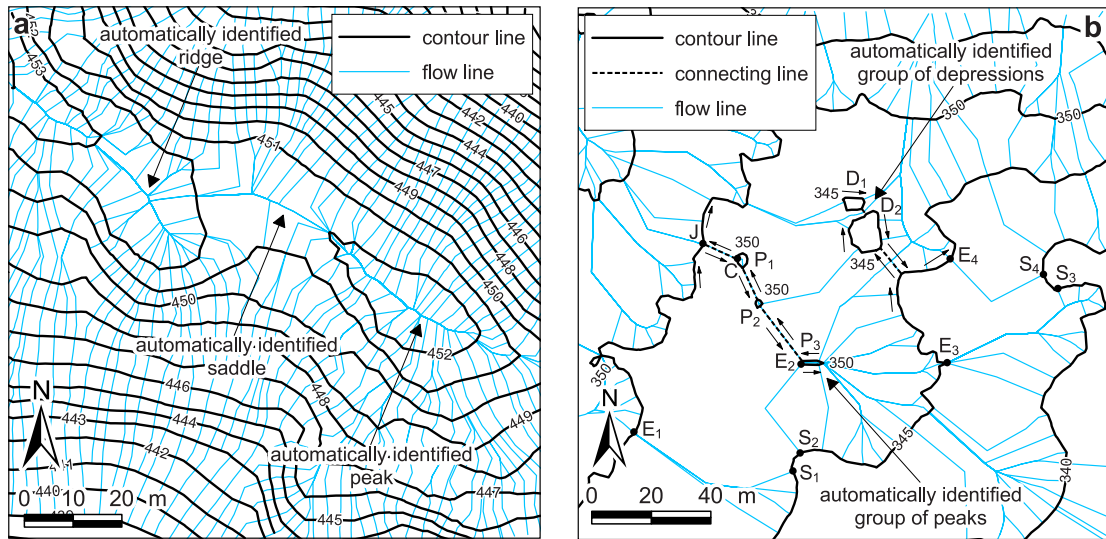 a
automatically identified
ridge
contour line
flow line
452
453
451
445
442
440
444
447
449
446
448
450
450
automatically identified
saddle
452
446
448
443
444
442
449
N
automatically identified
peak
440
447
445
0 10 20 m
b
contour line
connecting line
flow line
automatically identified
group of depressions
350
350
D1
345
D2
J
350
P1
C
345
E4
S4
S3
350
P2
P3
E2
350
E3
350
N
E1
345
S2
S1
340
0 20 40 m
automatically identified
group of peaks